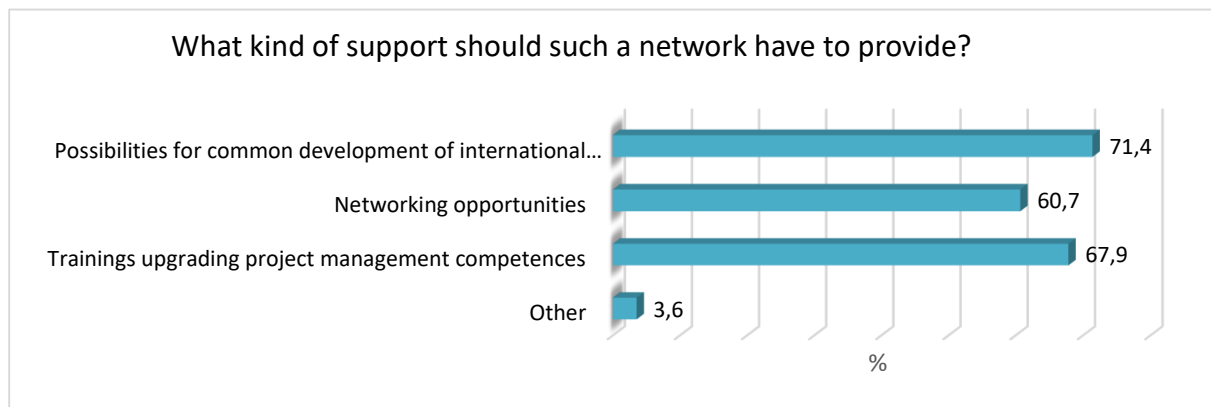 What kind of support should such a network have to provide?
Possibilities for common development of international...
71,4
Networking opportunities
60,7
Trainings upgrading project management competences
67,9
Other
3,6
%